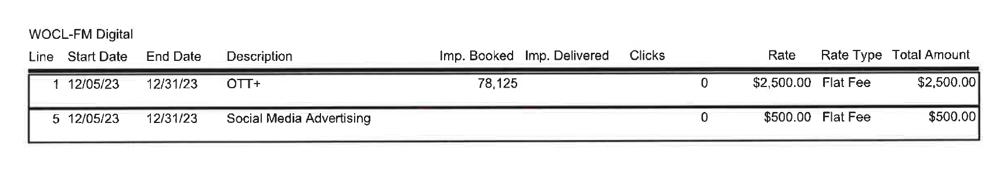 WOCL-FM Digital
Line Start Date End Date Description Imp. Booked Imp. Delivered Clicks Rate Rate Type Total Amount
1 12/05/23 12/31/23 OTT+ 78,125 0 $2,500.00 Flat Fee $2,500.00
5 12/05/23 12/31/23 Social Media Advertising 0 $500.00 Flat Fee $500.00